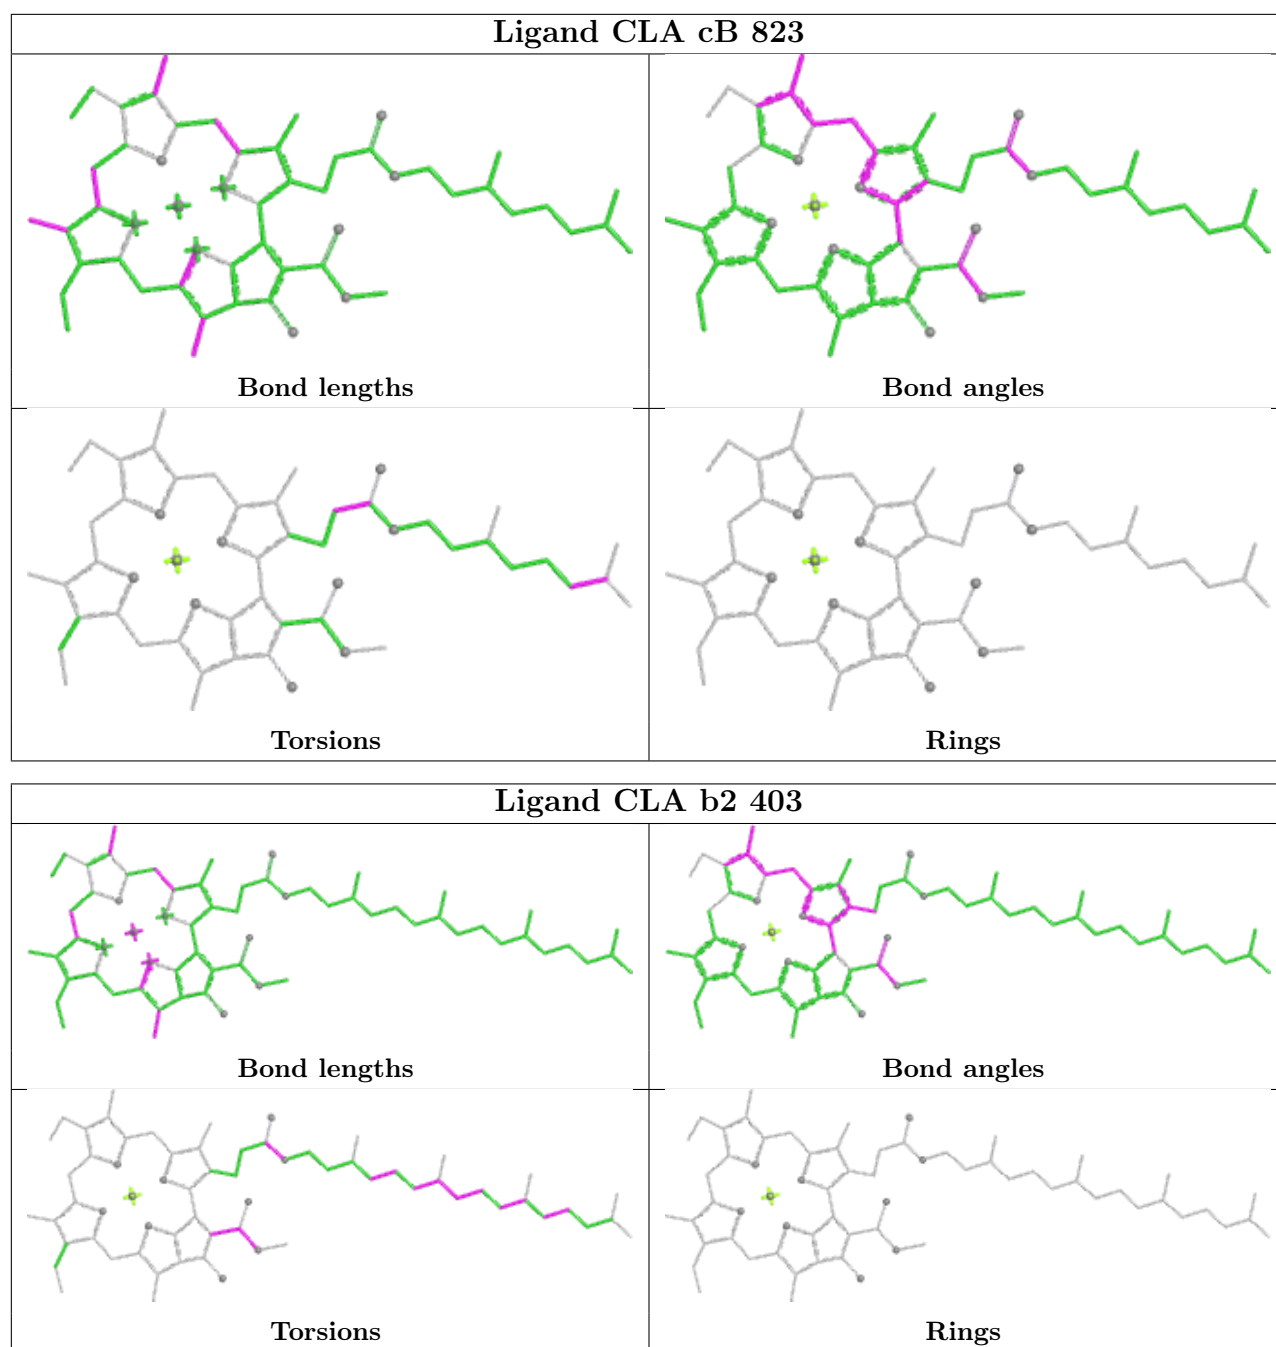 Ligand CLA cB 823
Bond lengths
Bond angles
Torsions
Rings
Ligand CLA b2 403
Bond lengths
Bond angles
Torsions
Rings